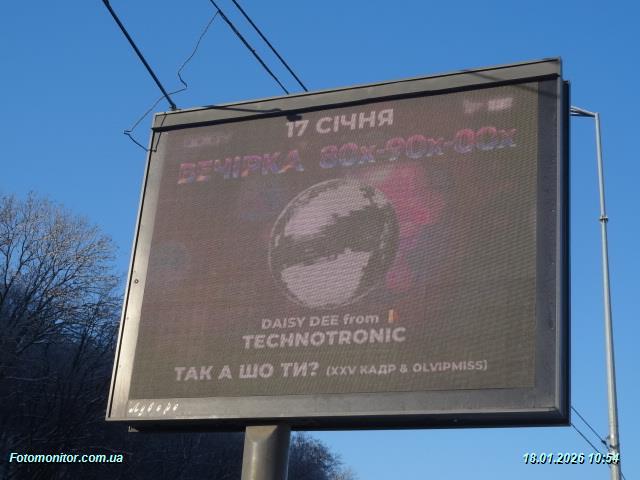 17 СІЧНЯ
ВЕЧІРКА 80х-90х-00х
DAISY DEE from
TECHNOTRONIC
ТАК А ШО ТИ? (XXV КАДР & OLVIPMISS)
Fotomonitor.com.ua
18.01.2026 10:54